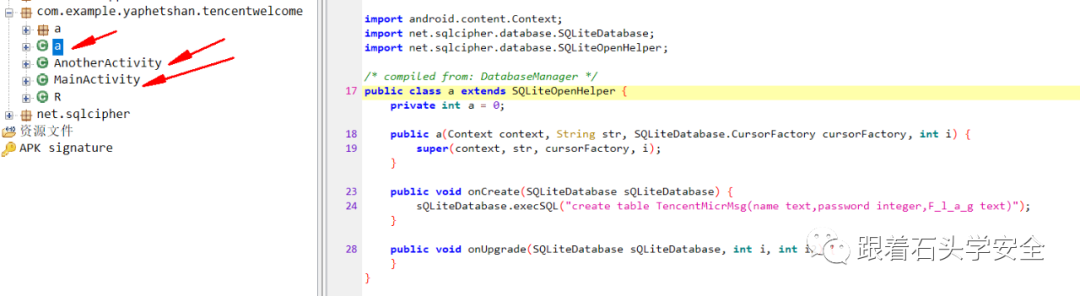 com.example.yaphetshan.tencentwelcome
a
a
AnotherActivity
MainActivity
R
net.sqlcipher
资源文件
APK signature
import android.content.Context;
import net.sqlcipher.database.SQLiteDatabase;
import net.sqlcipher.database.SQLiteOpenHelper;
/* compiled from: DatabaseManager */
17 public class a extends SQLiteOpenHelper {
private int a = 0;
18 public a(Context context, String str, SQLiteDatabase.CursorFactory cursorFactory, int i) {
19 super(context, str, cursorFactory, i);
}
23 public void onCreate(SQLiteDatabase sQLiteDatabase) {
24 sQLiteDatabase.execSQL("create table TencentMicrMsg(name text,password integer,F_l_a_g text)");
}
28 public void onUpgrade(SQLiteDatabase sQLiteDatabase, int i, int i
}
}
跟着石头学安全